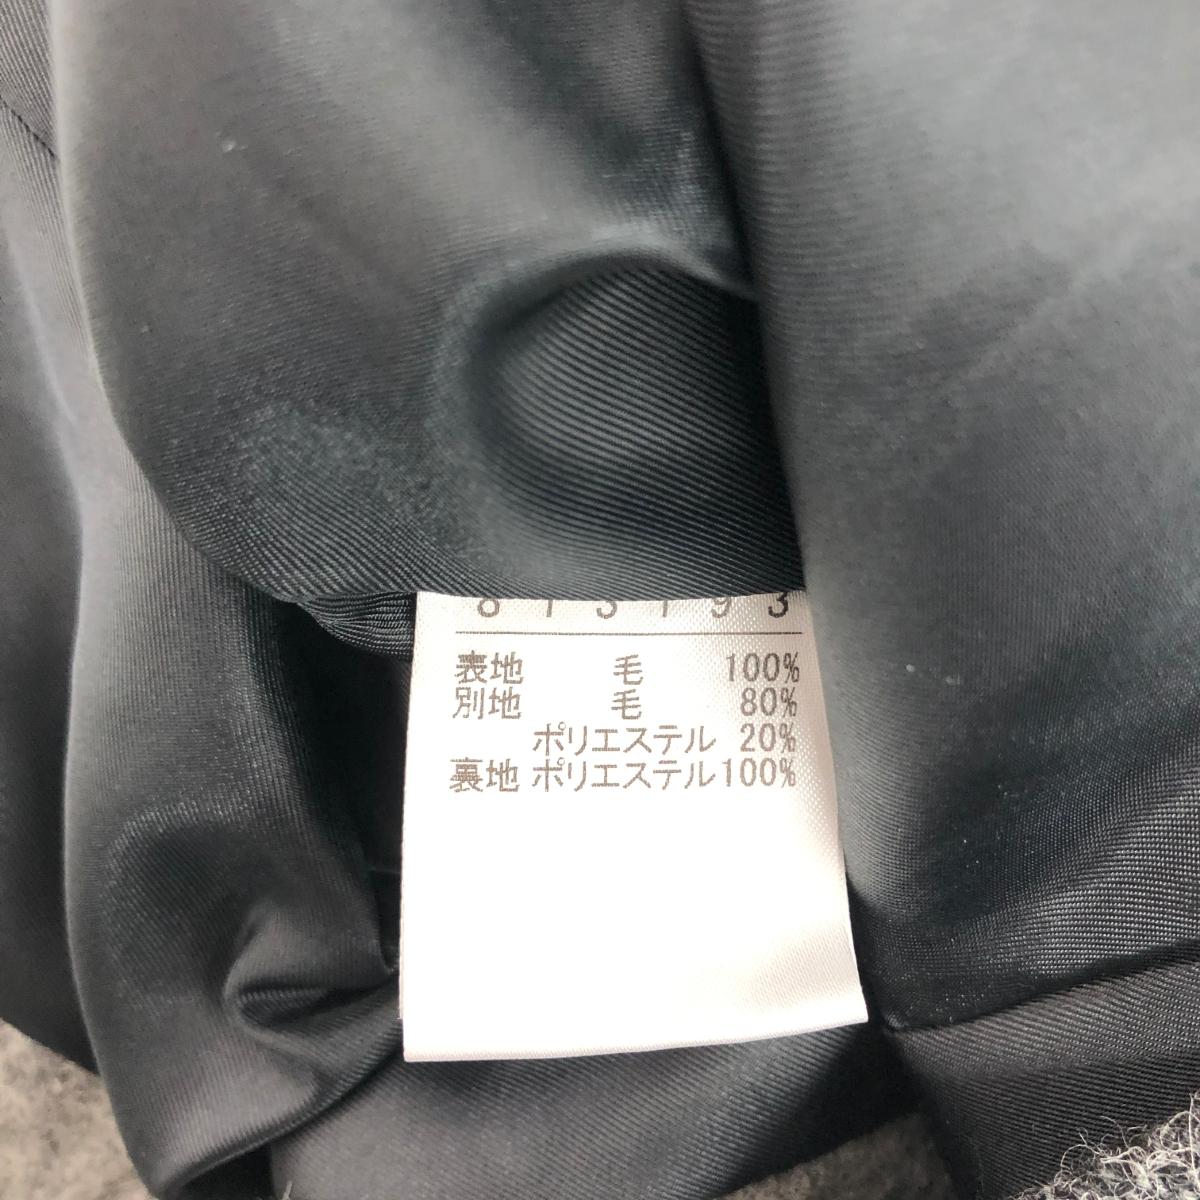 813193
表地 毛 100%
別地 毛 80%
ポリエステル 20%
裏地 ポリエステル100%